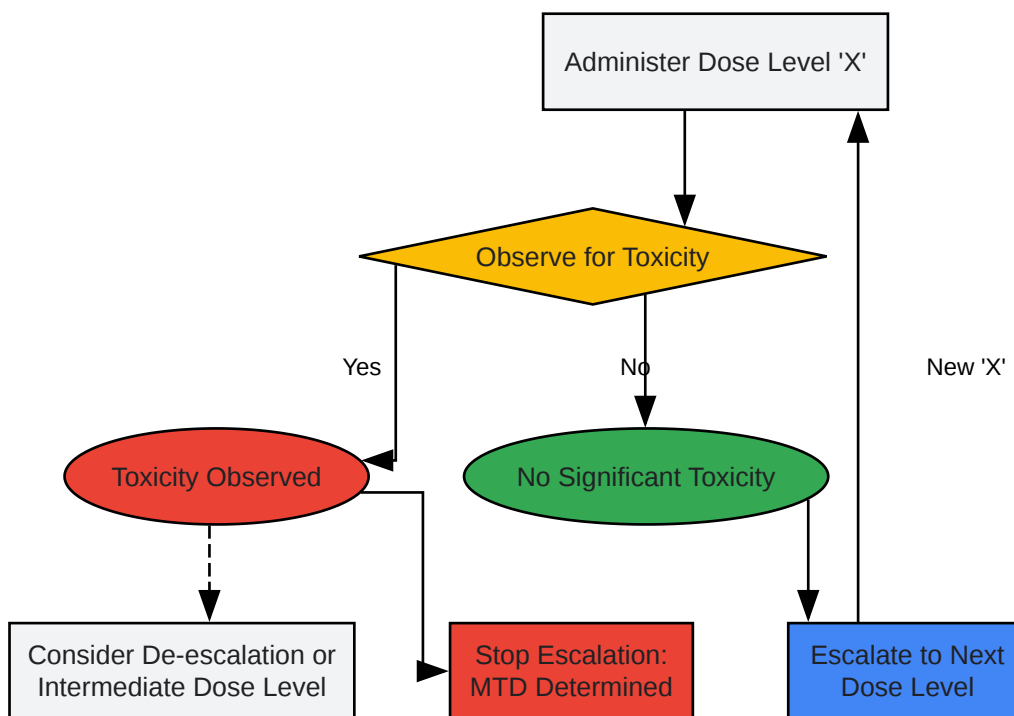 Administer Dose Level 'X'
Observe for Toxicity
Yes
No
New 'X'
Toxicity Observed
No Significant Toxicity
Consider De-escalation or
Intermediate Dose Level
Stop Escalation:
MTD Determined
Escalate to Next
Dose Level